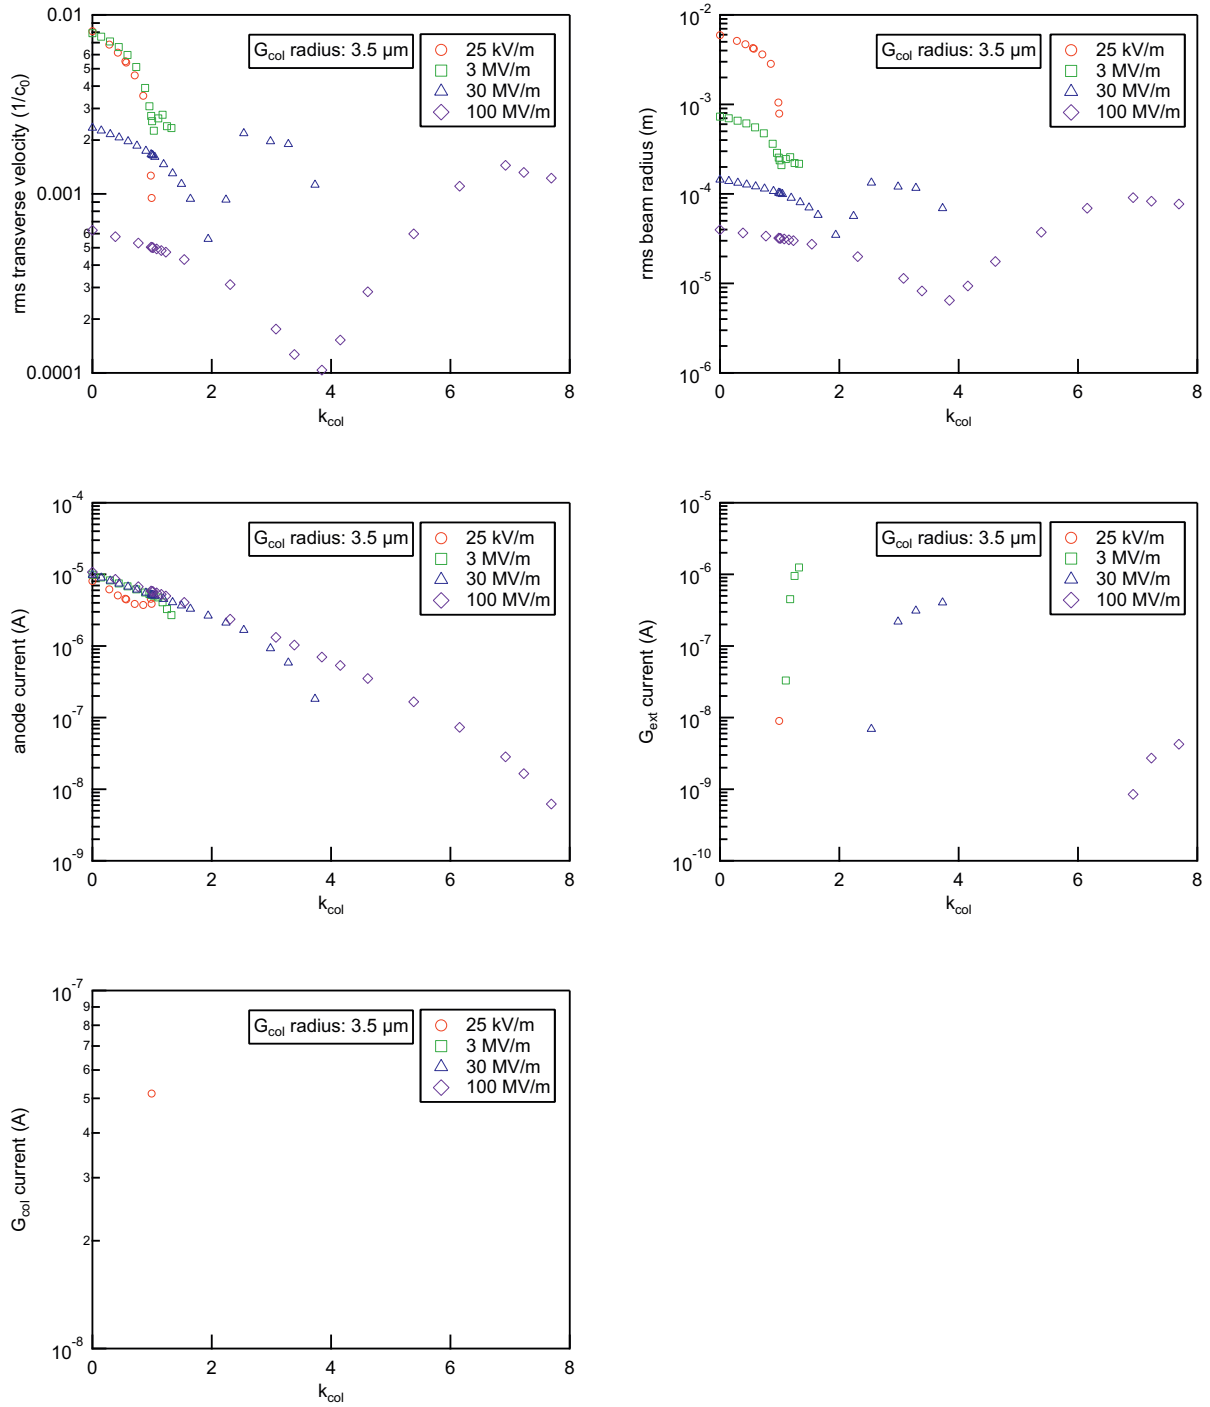 0.01
8
6
5
4
3
2
0.001
8
6
5
4
3
2
0.0001
rms transverse velocity (1/c₀)
G_col radius: 3.5 µm
25 kV/m
3 MV/m
30 MV/m
100 MV/m
0 2 4 6 8
k_col
10⁻²
10⁻³
10⁻⁴
10⁻⁵
10⁻⁶
rms beam radius (m)
G_col radius: 3.5 µm
25 kV/m
3 MV/m
30 MV/m
100 MV/m
0 2 4 6 8
k_col
10⁻⁴
10⁻⁵
10⁻⁶
10⁻⁷
10⁻⁸
10⁻⁹
anode current (A)
G_col radius: 3.5 µm
25 kV/m
3 MV/m
30 MV/m
100 MV/m
0 2 4 6 8
k_col
10⁻⁵
10⁻⁶
10⁻⁷
10⁻⁸
10⁻⁹
10⁻¹⁰
G_ext current (A)
G_col radius: 3.5 µm
25 kV/m
3 MV/m
30 MV/m
100 MV/m
0 2 4 6 8
k_col
10⁻⁷
9
8
7
6
5
4
3
2
10⁻⁸
G_col current (A)
G_col radius: 3.5 µm
25 kV/m
3 MV/m
30 MV/m
100 MV/m
0 2 4 6 8
k_col